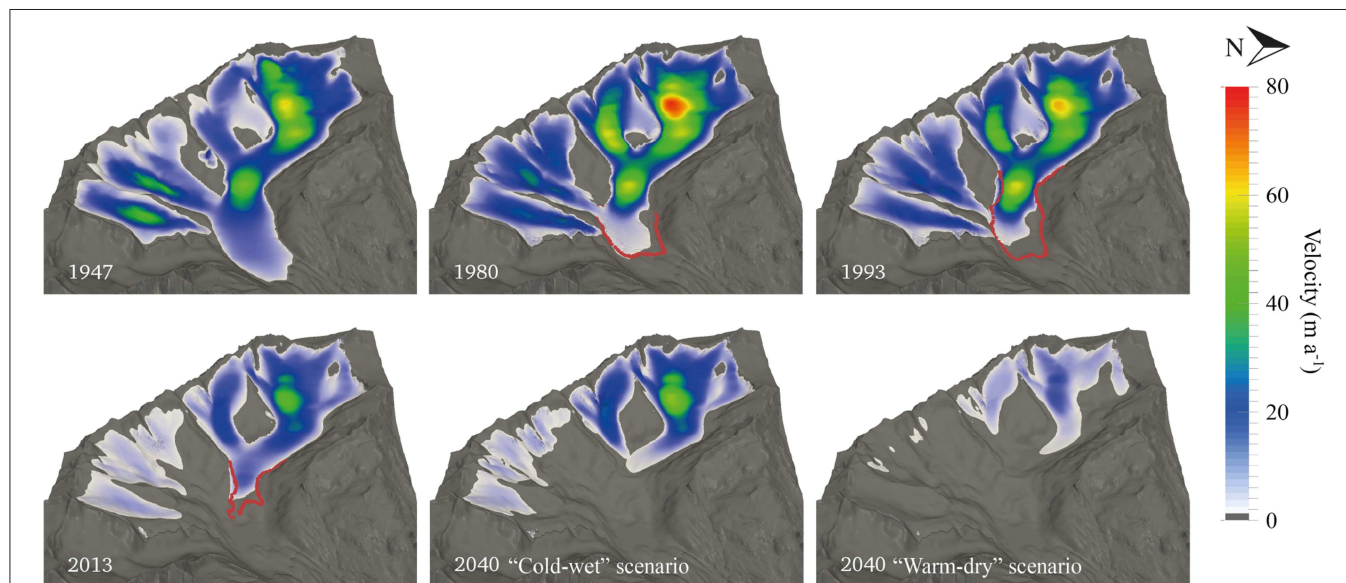 1947
1980
1993
N
80
60
40
20
0
Velocity (m a⁻¹)
2013
2040 “Cold-wet” scenario
2040 “Warm-dry” scenario